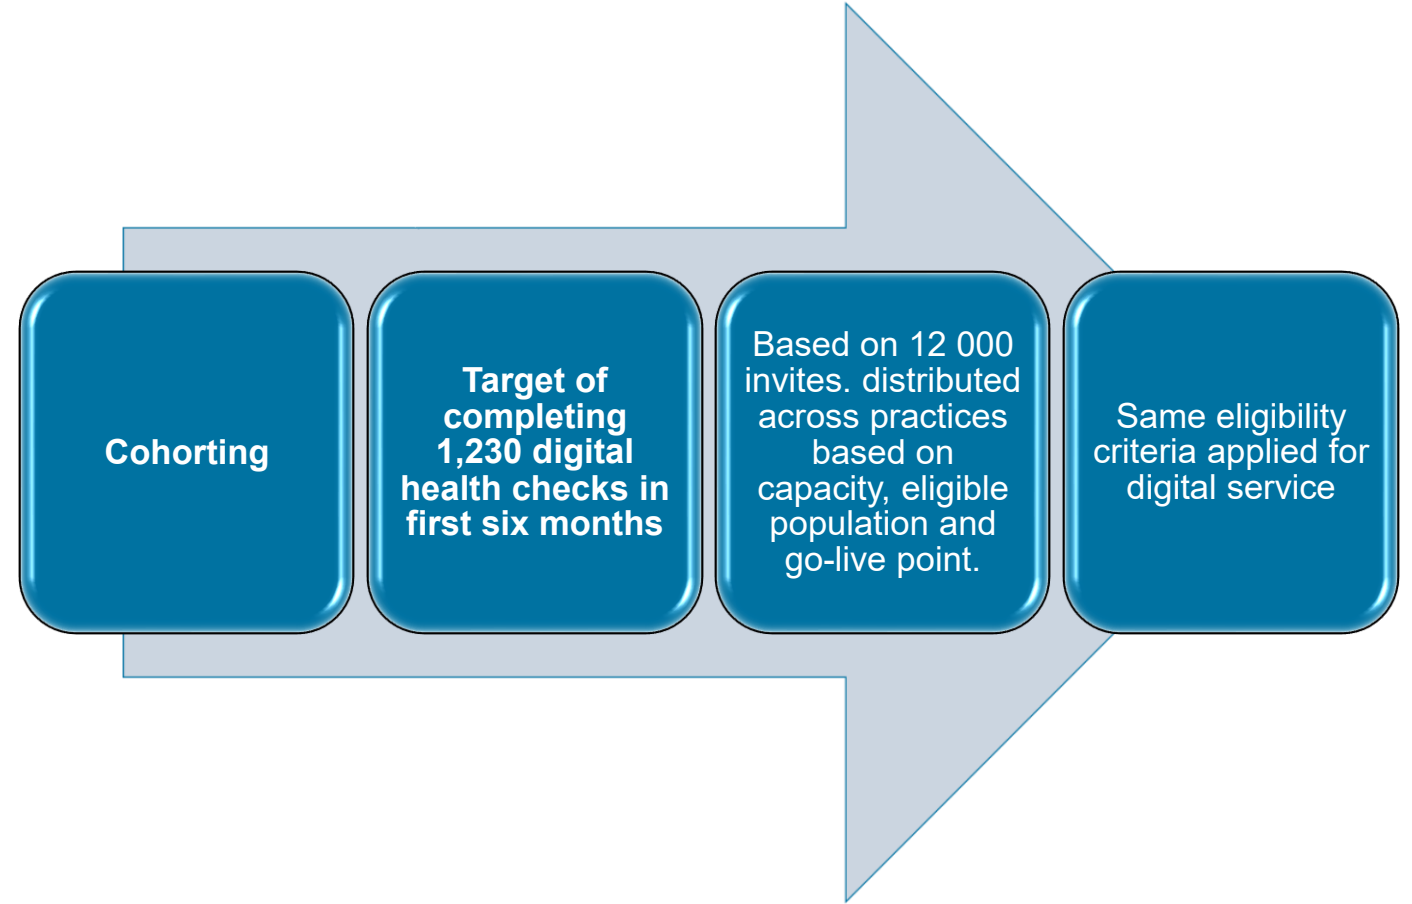 Cohorting
Target of
completing
1,230 digital
health checks in
first six months
Based on 12 000
invites. distributed
across practices
based on
capacity, eligible
population and
go-live point.
Same eligibility
criteria applied for
digital service